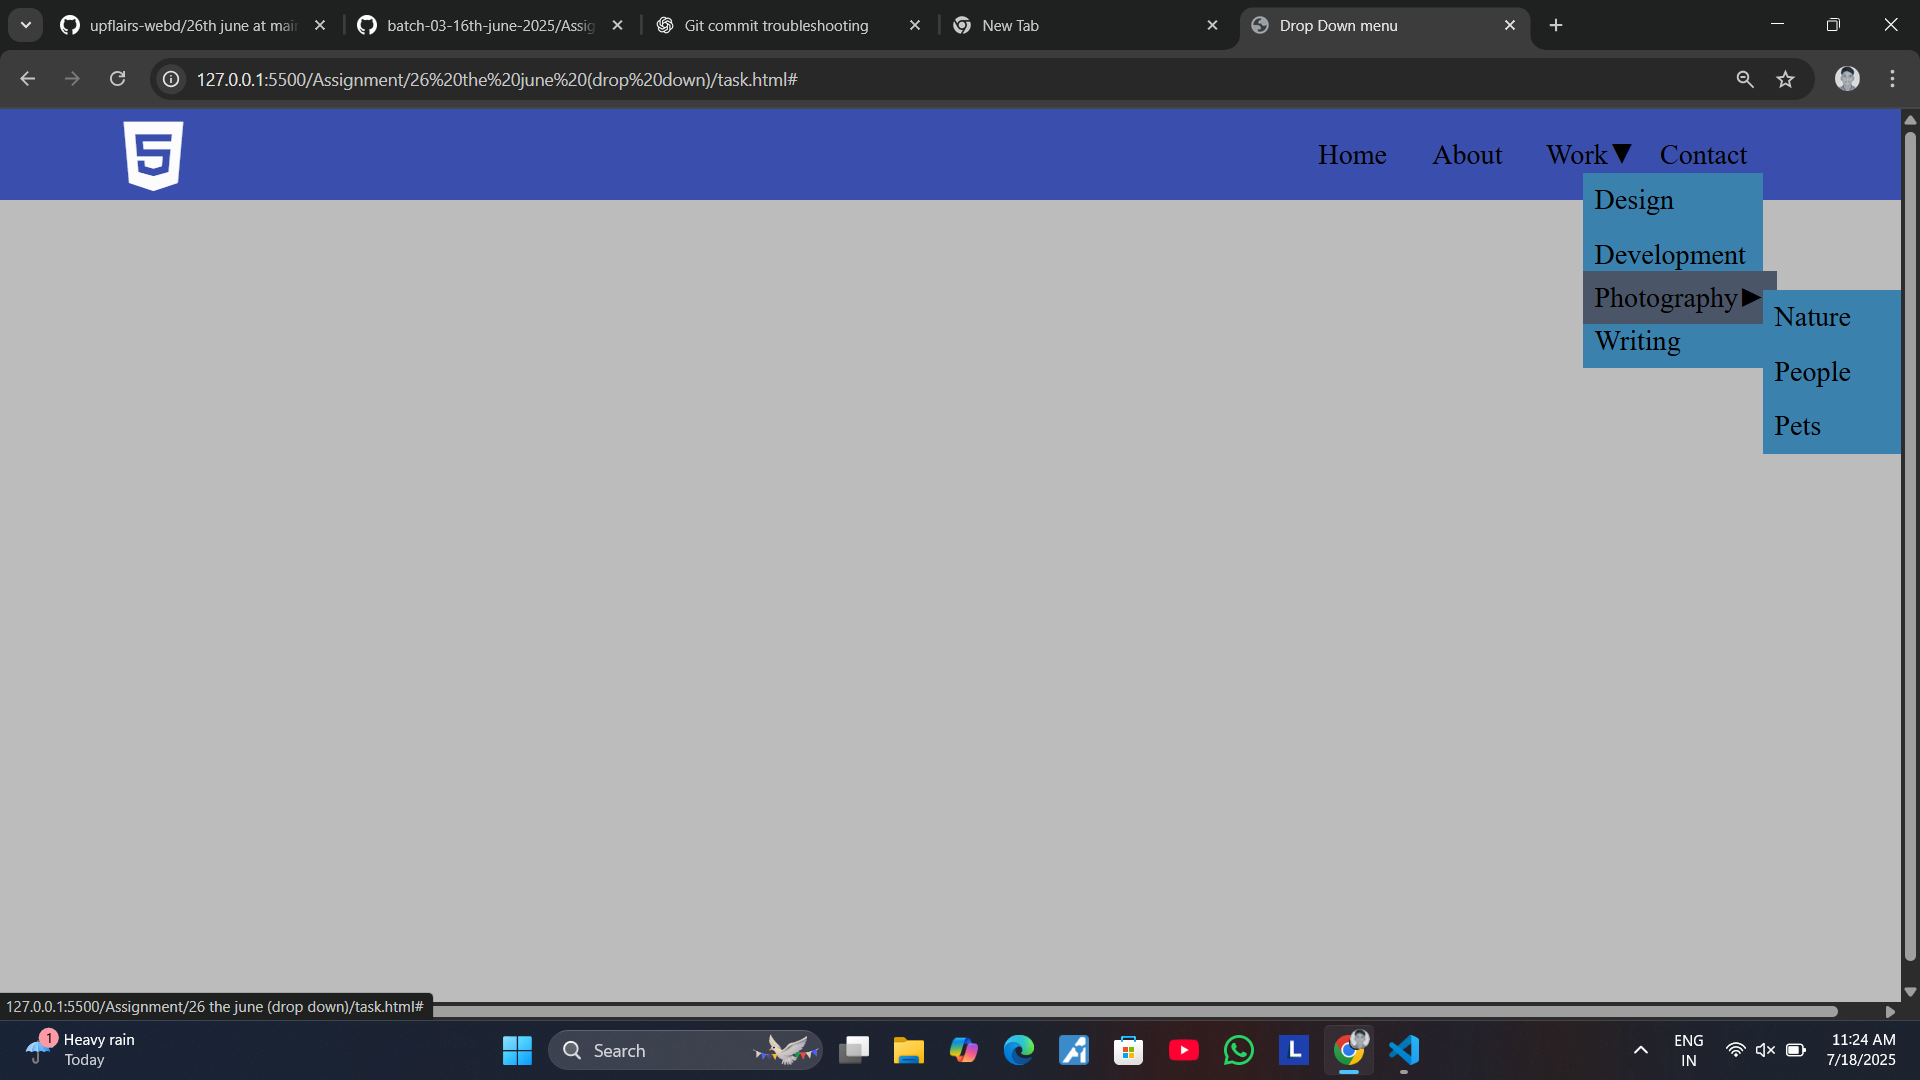 upflairs-webd/26th june at mai
batch-03-16th-june-2025/Assig
Git commit troubleshooting
New Tab
Drop Down menu
127.0.0.1:5500/Assignment/26%20the%20june%20(drop%20down)/task.html#
5
Home About Work▼ Contact
Design
Development
Photography▶
Writing
Nature
People
Pets
127.0.0.1:5500/Assignment/26 the june (drop down)/task.html#
1
Heavy rain
Today
Search
L
ENG
IN
11:24 AM
7/18/2025